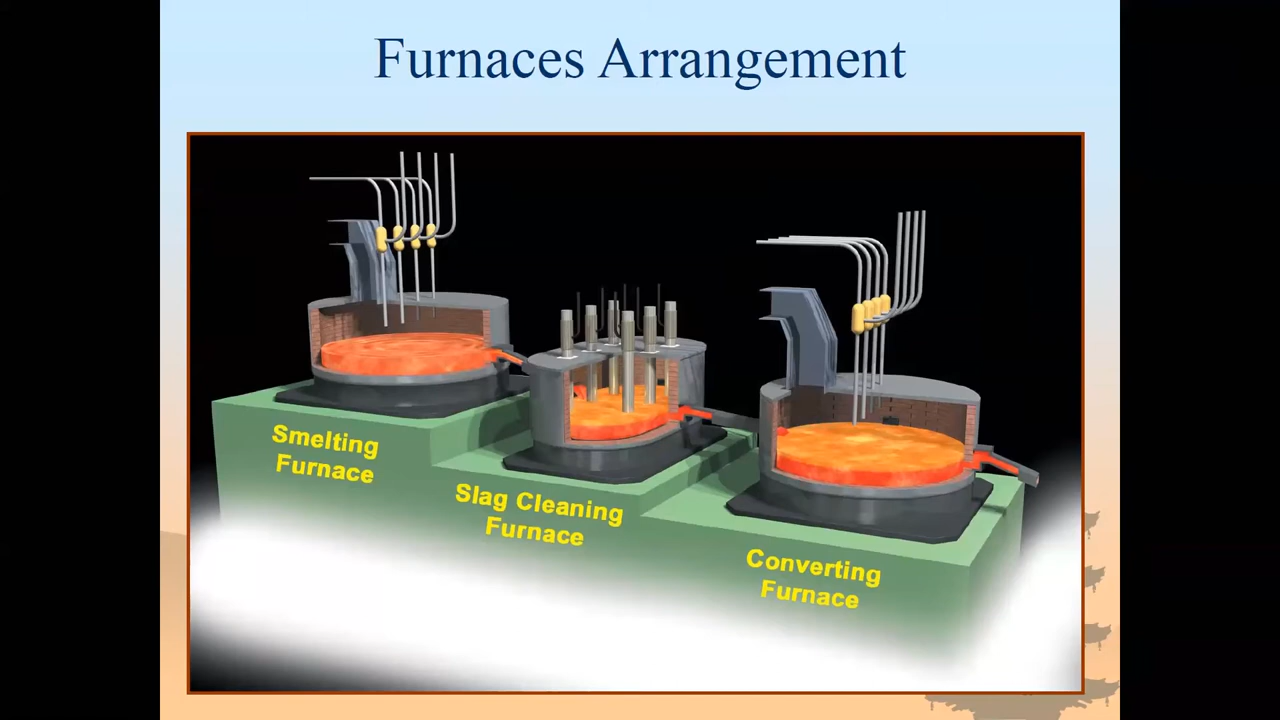 Furnaces Arrangement
Smelting
Furnace
Slag Cleaning
Furnace
Converting
Furnace